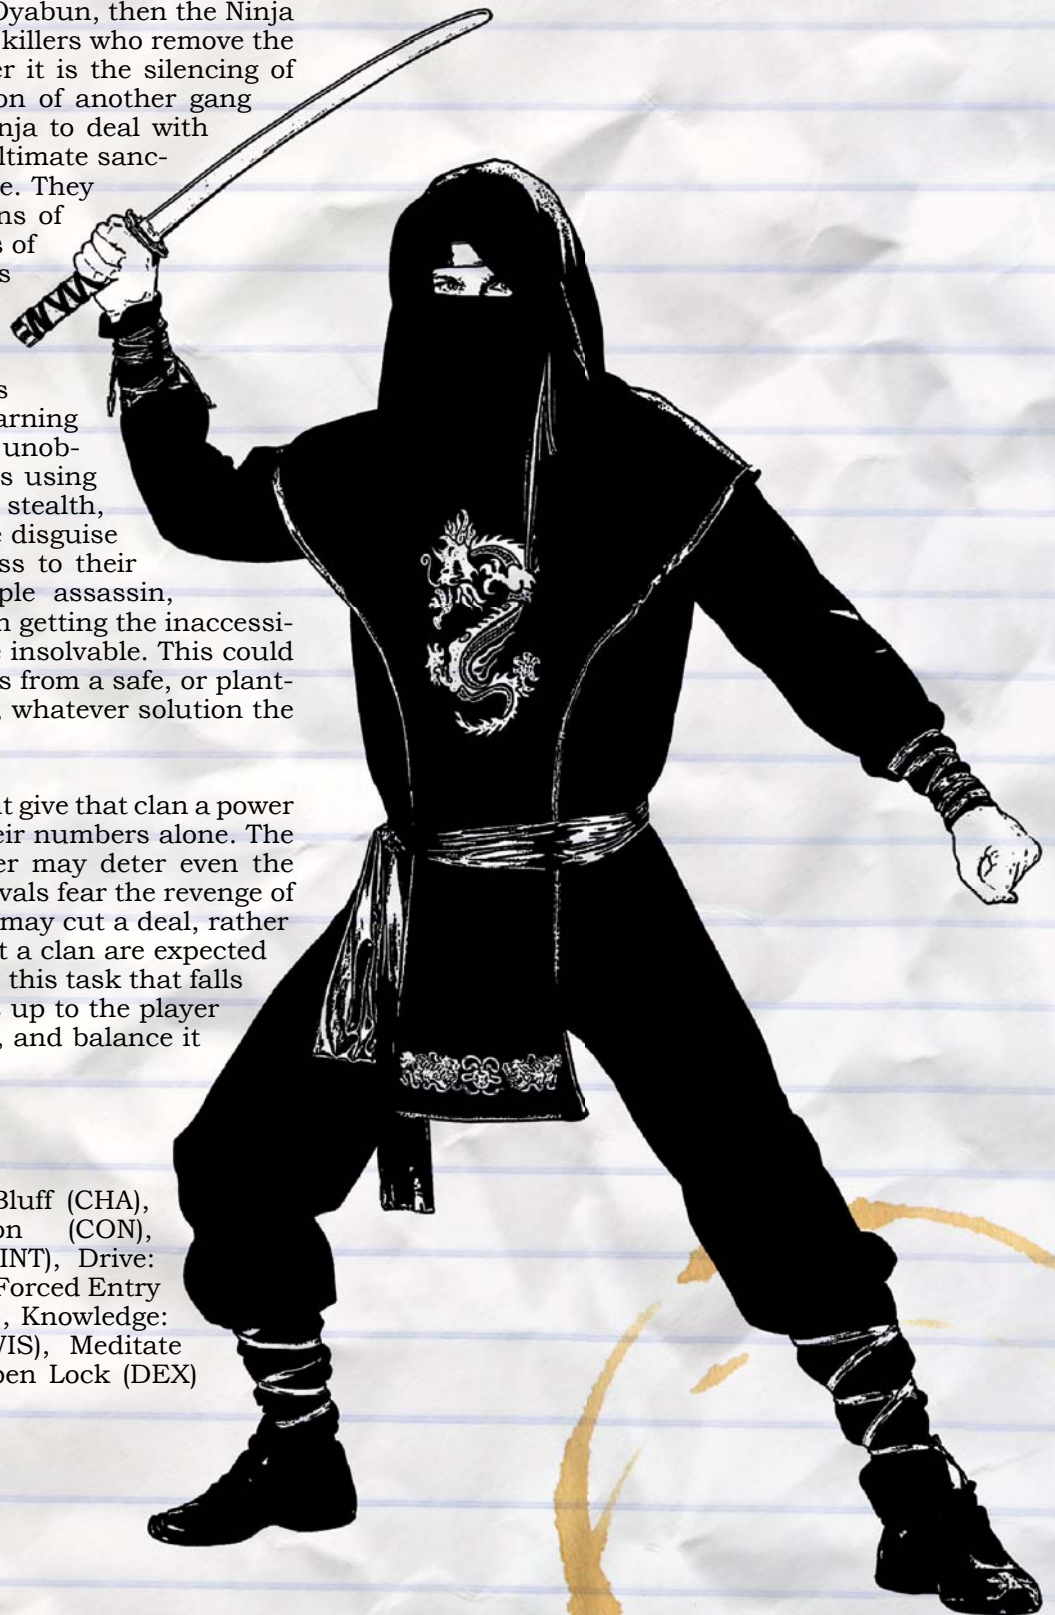 Oyabun, then the Ninja
killers who remove the
er it is the silencing of
on of another gang
nja to deal with
ltimate sanc-
e. They
ns of
s of
s
s
arning
unob-
s using
stealth,
e disguise
ss to their
ple assassin,
n getting the inaccessi-
e insolvable. This could
s from a safe, or plant-
, whatever solution the
nt give that clan a power
eir numbers alone. The
er may deter even the
vals fear the revenge of
may cut a deal, rather
t a clan are expected
this task that falls
s up to the player
, and balance it
Bluff (CHA),
on (CON),
INT), Drive:
Forced Entry
, Knowledge:
WIS), Meditate
pen Lock (DEX)